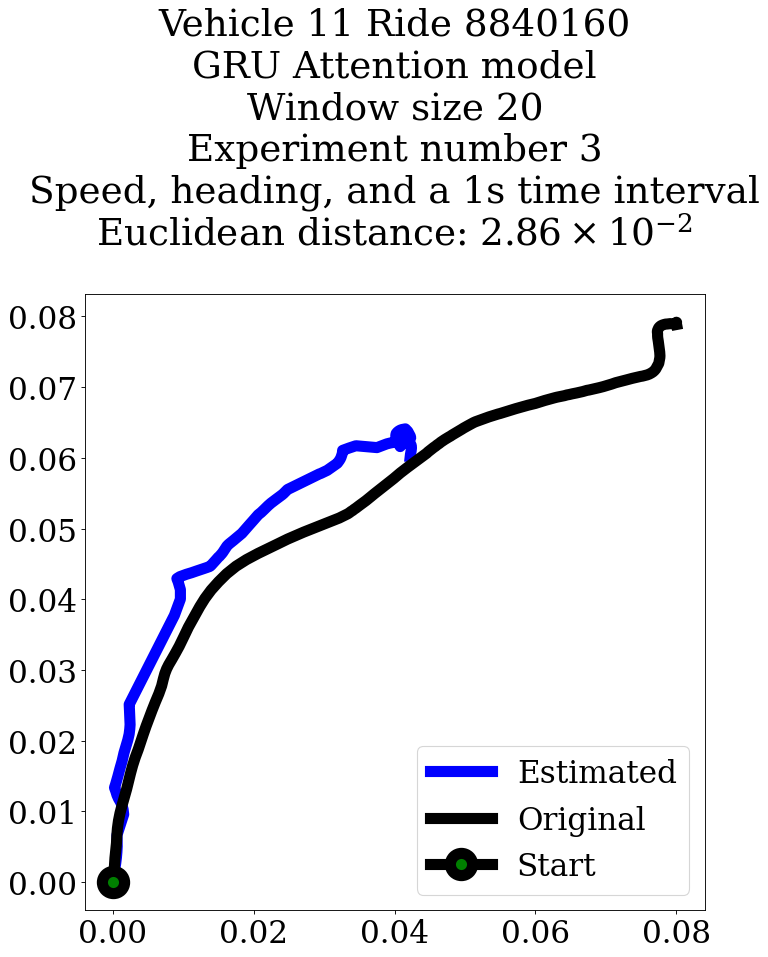 Vehicle 11 Ride 8840160
GRU Attention model
Window size 20
Experiment number 3
Speed, heading, and a 1s time interval
Euclidean distance: 2.86 × 10⁻²
0.08
0.07
0.06
0.05
0.04
0.03
0.02
0.01
0.00
Estimated
Original
Start
0.00 0.02 0.04 0.06 0.08